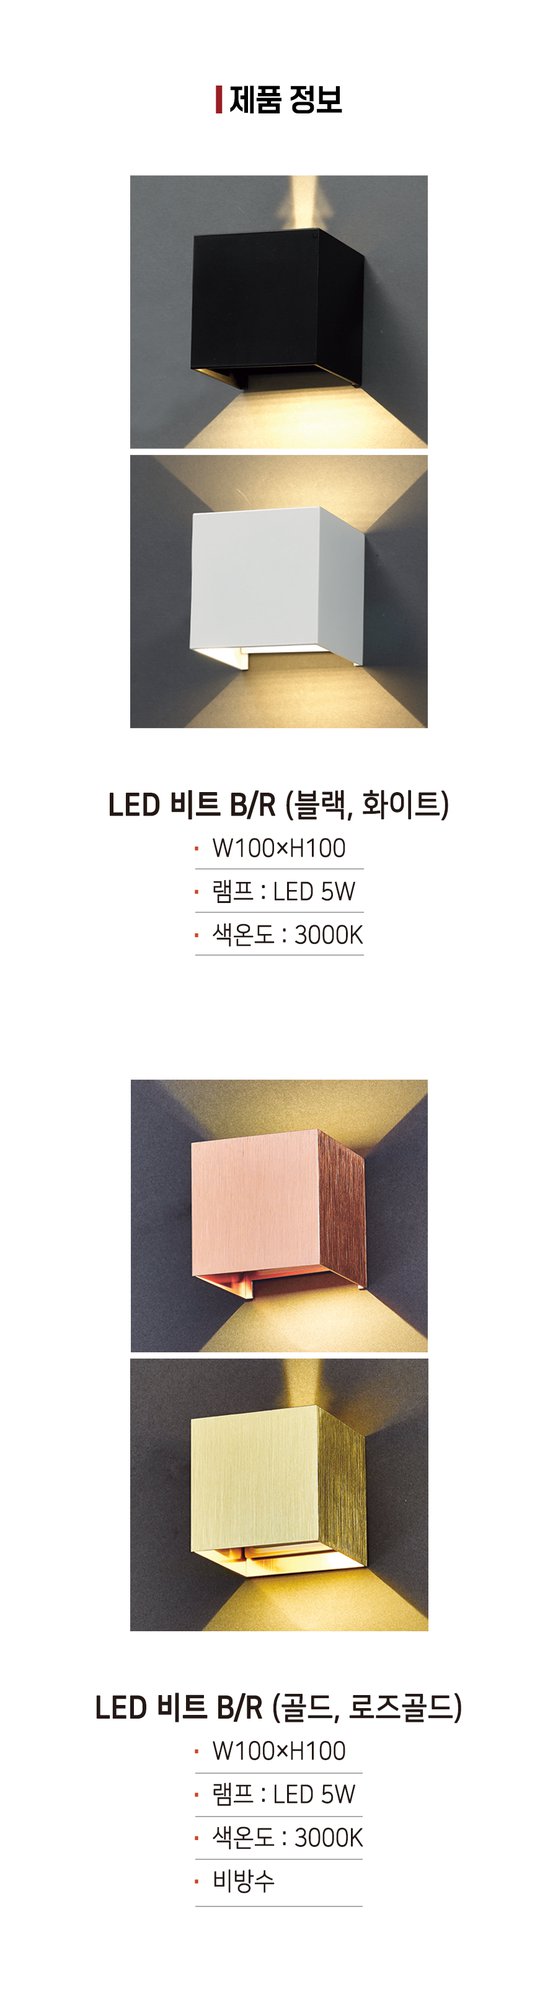 제품 정보
LED 비트 B/R (블랙, 화이트)
· W100×H100
· 램프 : LED 5W
· 색온도 : 3000K
LED 비트 B/R (골드, 로즈골드)
· W100×H100
· 램프 : LED 5W
· 색온도 : 3000K
· 비방수